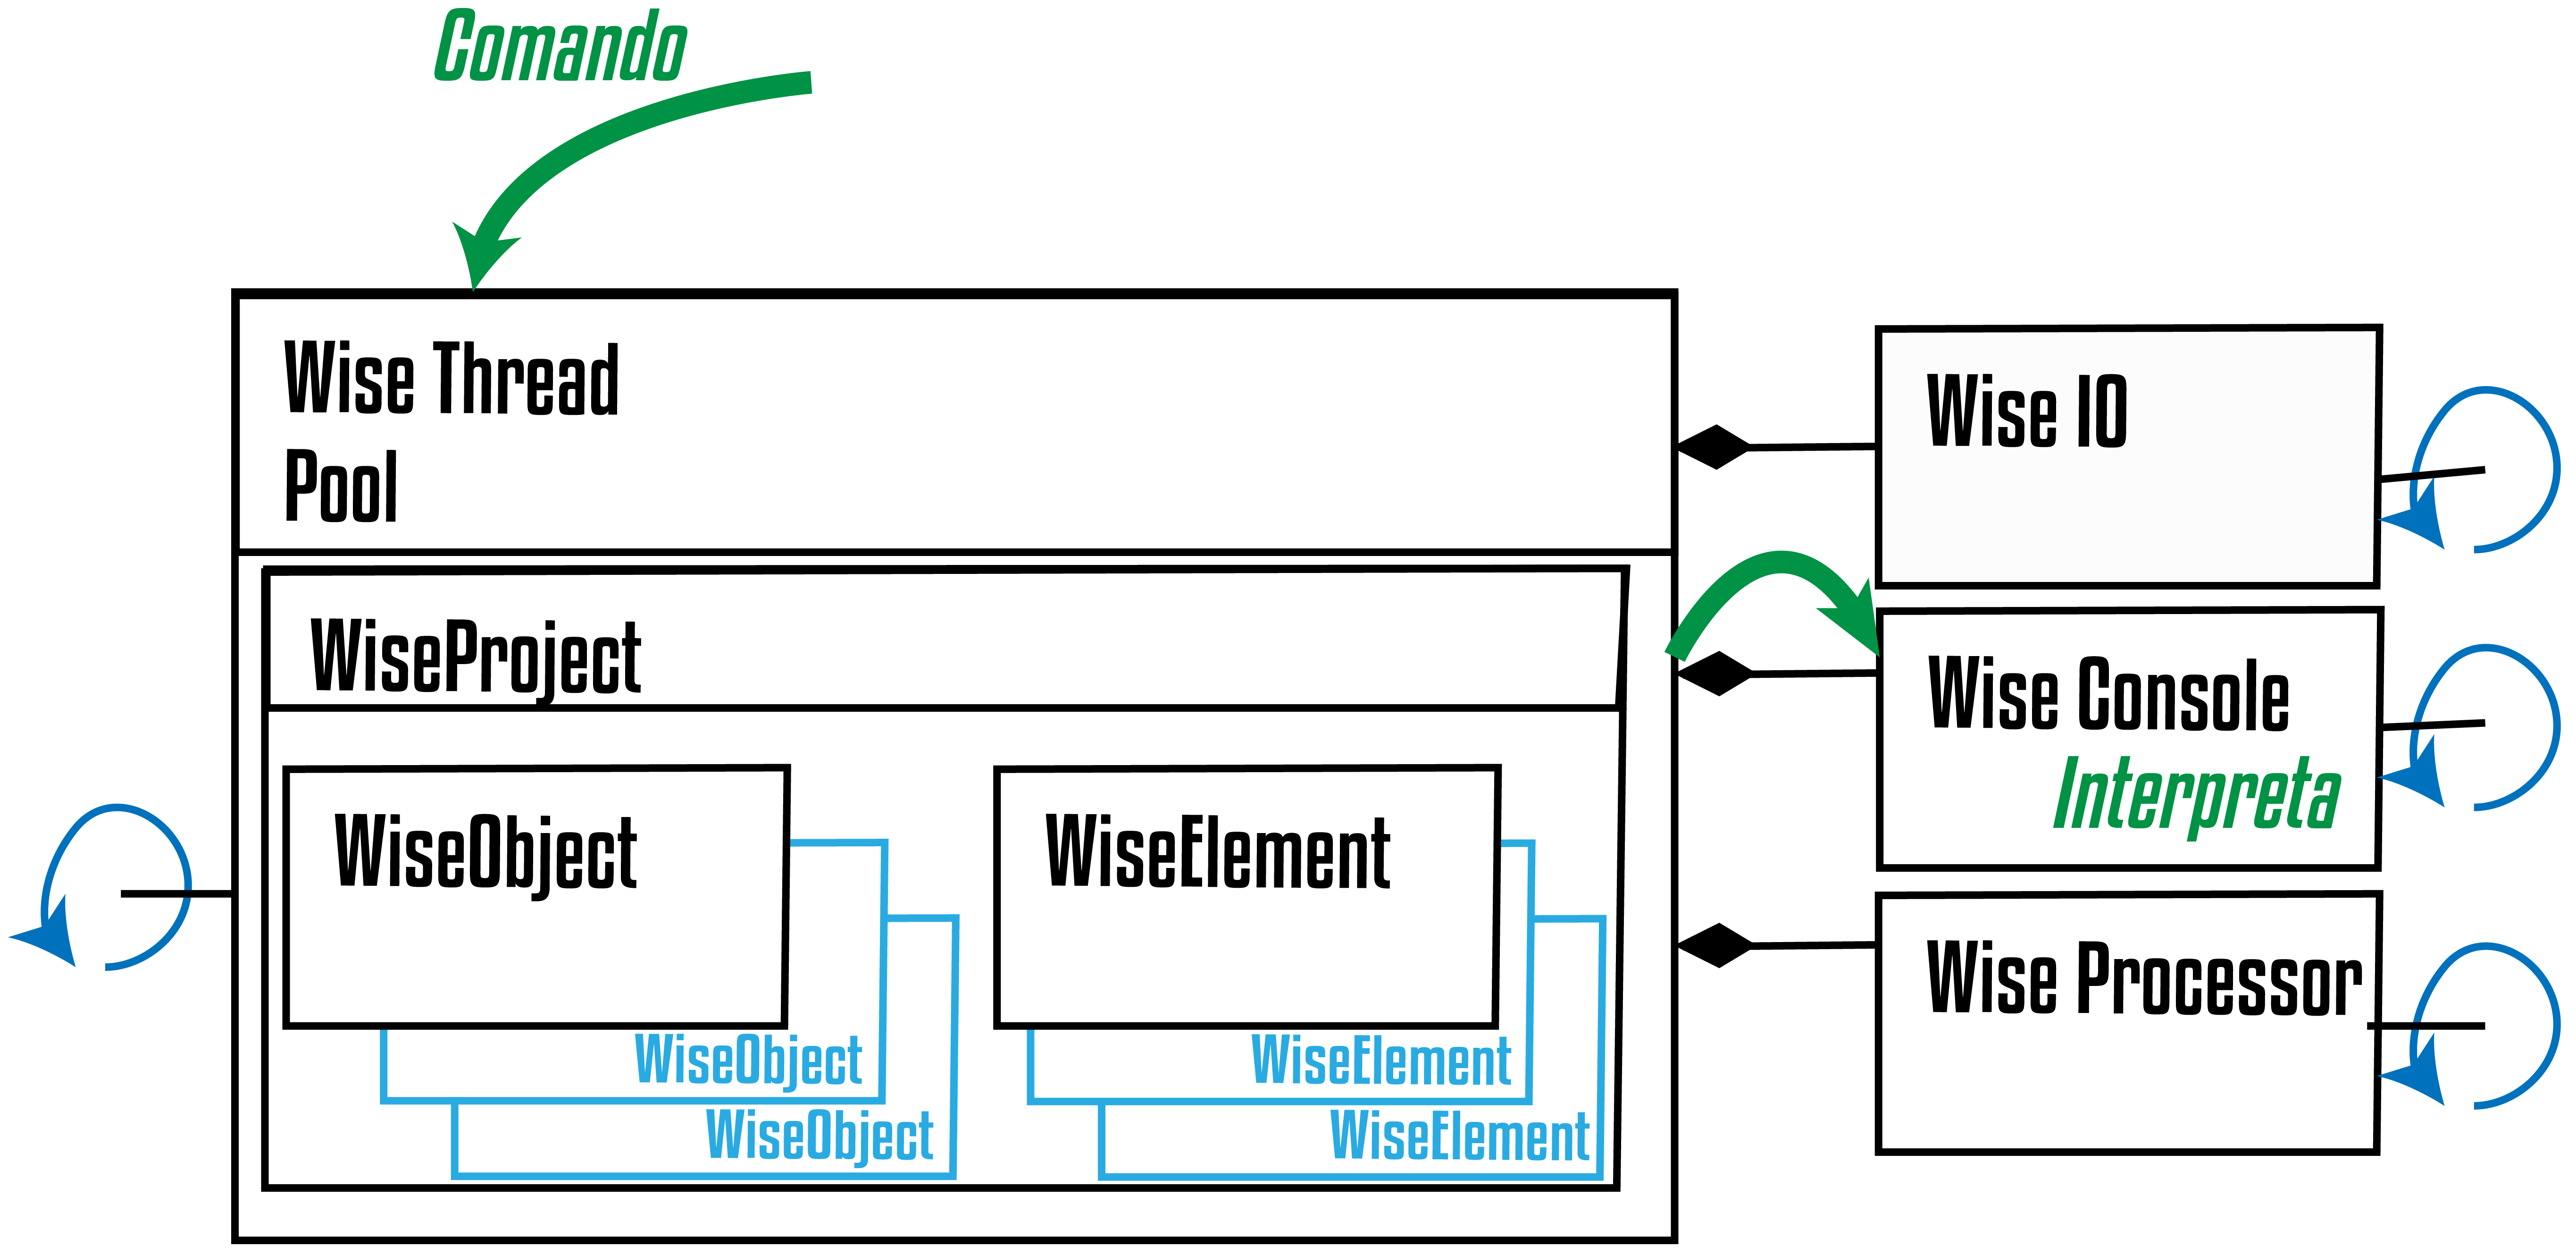 Comando
Wise Thread
Pool
WiseProject
WiseObject
WiseObject
WiseObject
WiseElement
WiseElement
WiseElement
Wise IO
Wise Console
Interpreta
Wise Processor